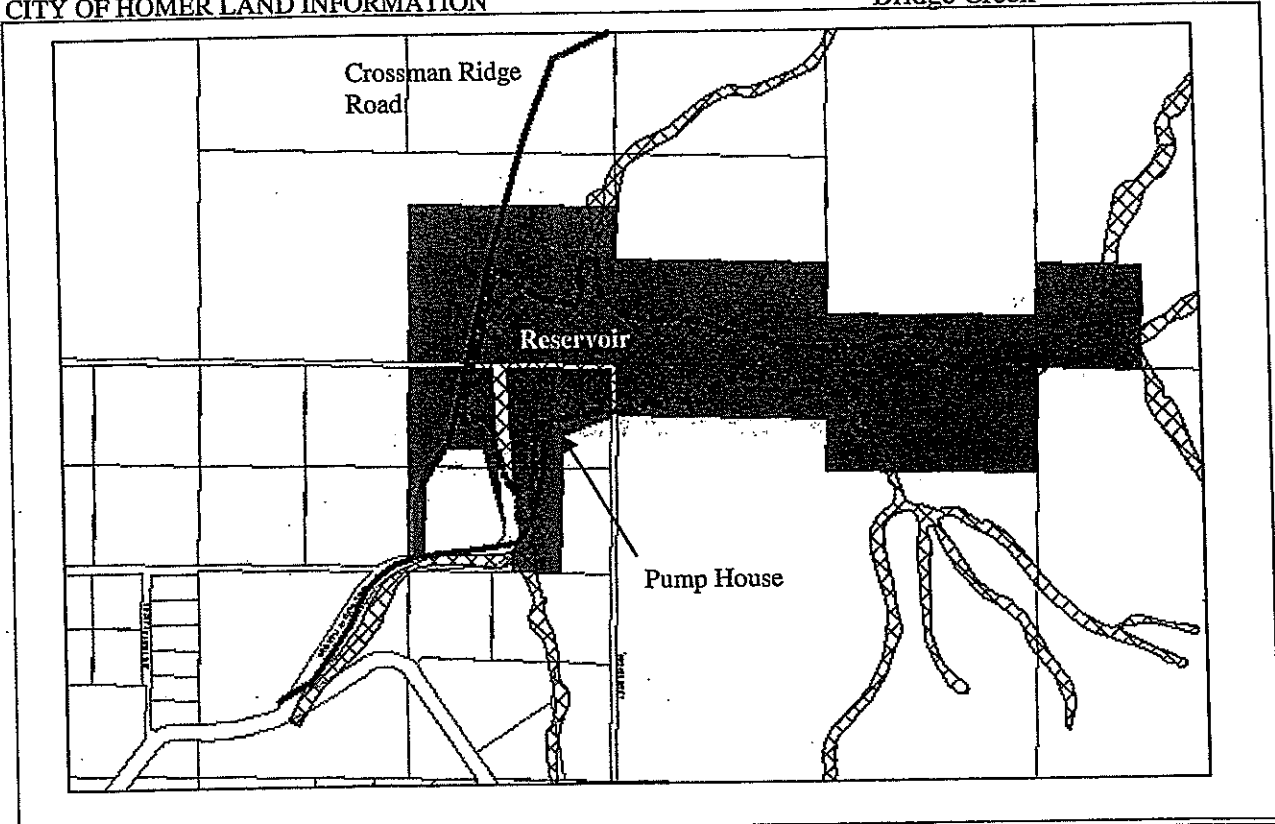 CITY OF HOMER LAND INFORMATION
Bridge Creek
Crossman Ridge
Road
Reservoir
Pump House